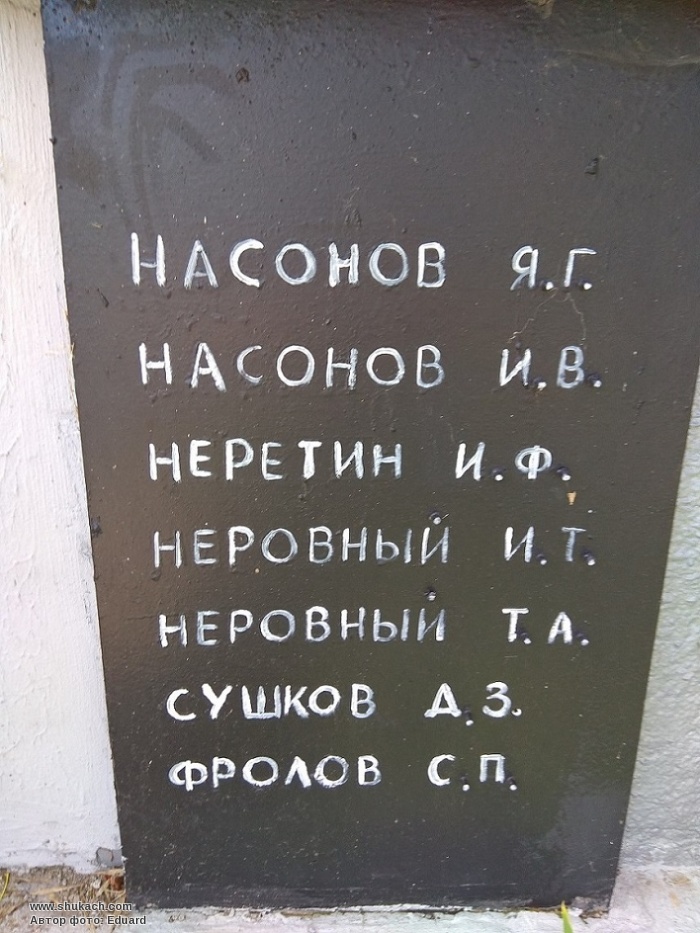 НАСОНОВ Я.Г.
НАСОНОВ И.В.
НЕРЕТИН И.Ф.
НЕРОВНЫЙ И.Т.
НЕРОВНЫЙ Т.А.
СУШКОВ Д.З.
ФРОЛОВ С.П.
www.shukach.com
Автор фото: Eduard